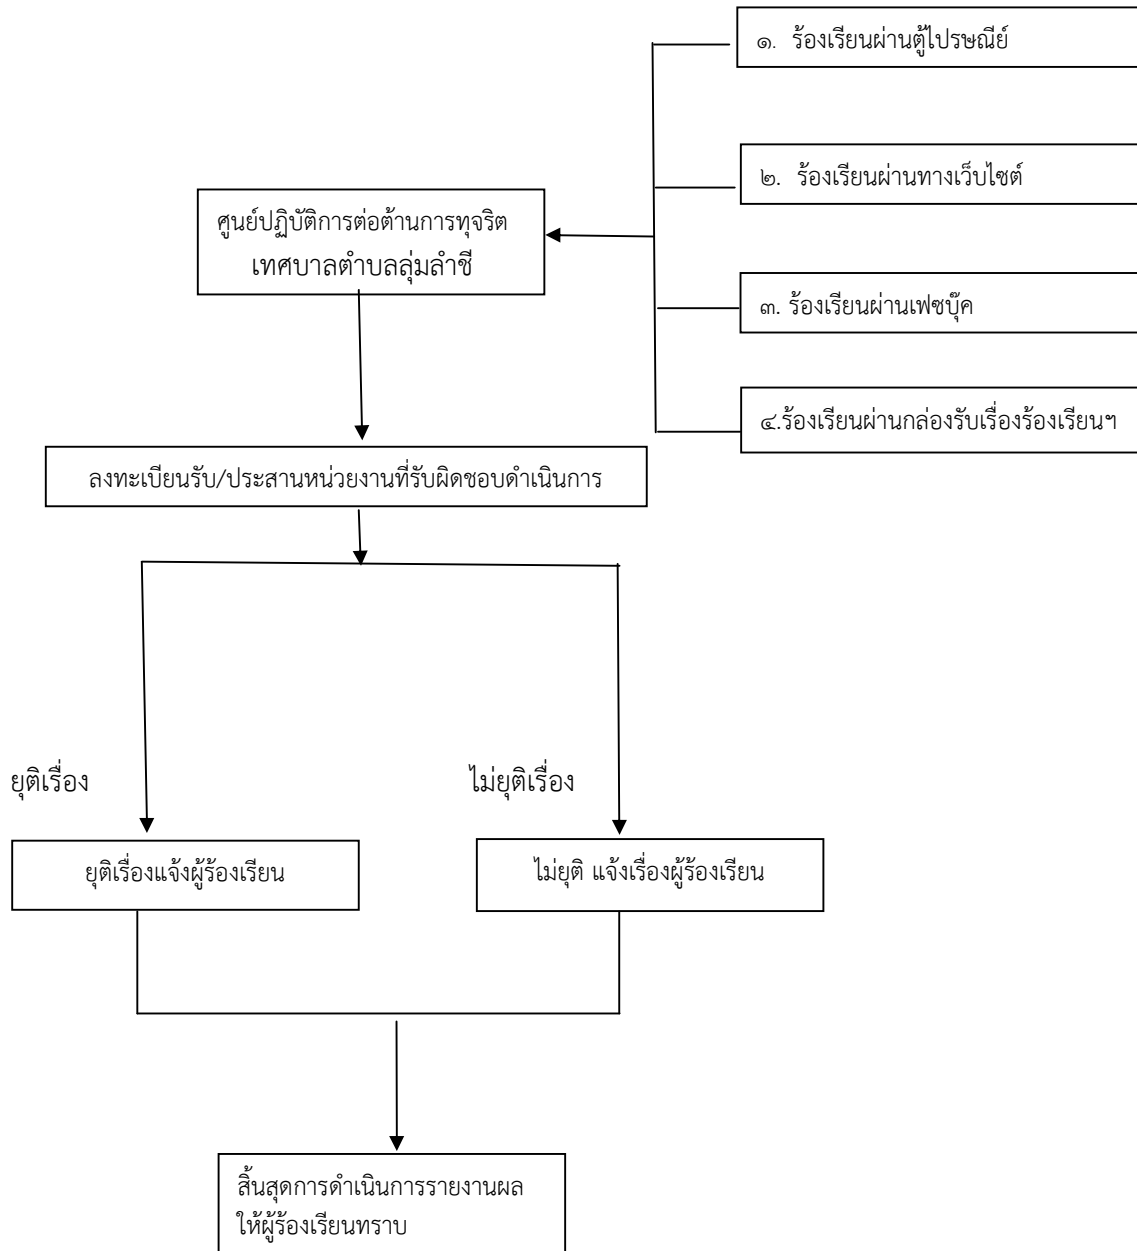 ๑. ร้องเรียนผ่านตู้ไปรษณีย์
๒. ร้องเรียนผ่านทางเว็บไซต์
ศูนย์ปฏิบัติการต่อต้านการทุจริต
เทศบาลตำบลลุ่มลำชี
๓. ร้องเรียนผ่านเฟซบุ๊ค
๔.ร้องเรียนผ่านกล่องรับเรื่องร้องเรียนฯ
ลงทะเบียนรับ/ประสานหน่วยงานที่รับผิดชอบดำเนินการ
ยุติเรื่อง
ไม่ยุติเรื่อง
ยุติเรื่องแจ้งผู้ร้องเรียน
ไม่ยุติ แจ้งเรื่องผู้ร้องเรียน
สิ้นสุดการดำเนินการรายงานผล
ให้ผู้ร้องเรียนทราบ